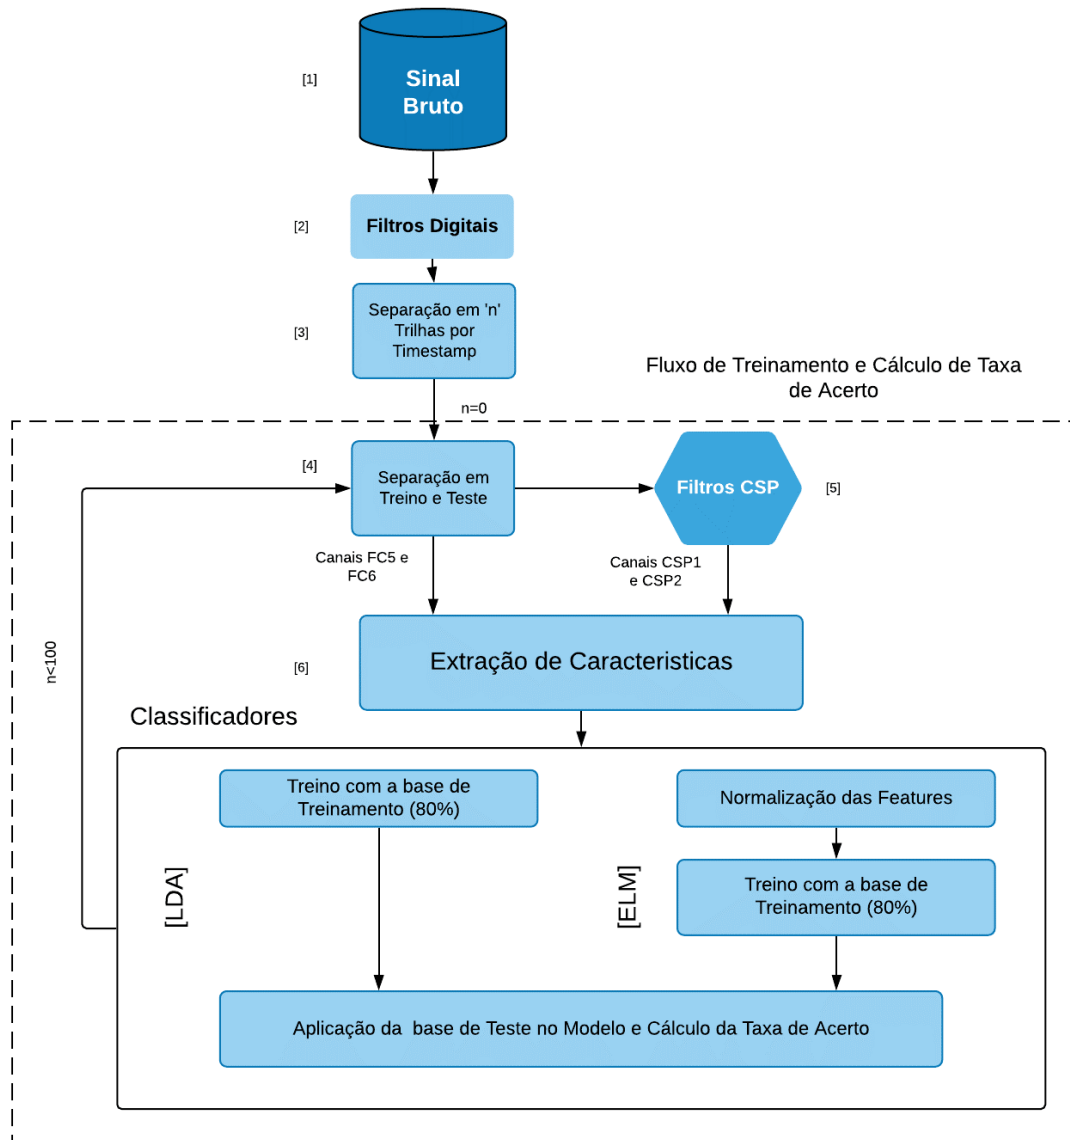 [1]
Sinal
Bruto
[2]
Filtros Digitais
[3]
Separação em 'n'
Trilhas por
Timestamp
Fluxo de Treinamento e Cálculo de Taxa
de Acerto
n=0
[4]
Separação em
Treino e Teste
Filtros CSP
[5]
Canais FC5 e
FC6
Canais CSP1
e CSP2
n<100
[6]
Extração de Caracteristicas
Classificadores
[LDA]
Treino com a base de
Treinamento (80%)
[ELM]
Normalização das Features
Treino com a base de
Treinamento (80%)
Aplicação da  base de Teste no Modelo e Cálculo da Taxa de Acerto